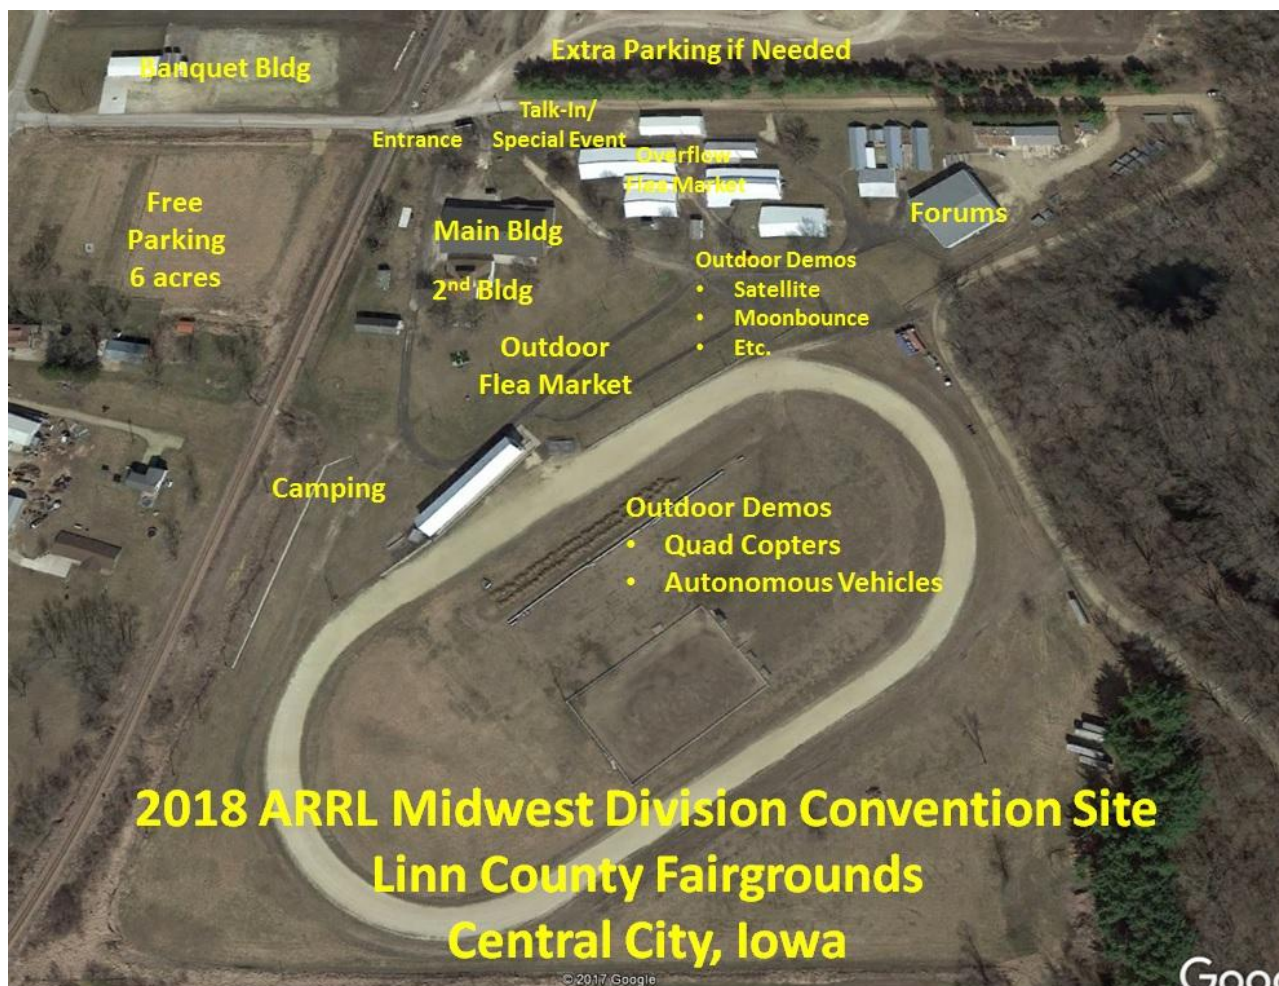 Extra Parking if Needed
Banquet Bldg
Talk-In/
Special Event
Entrance
Overflow
Flea Market
Free
Parking
6 acres
Main Bldg
Forums
2nd Bldg
Outdoor Demos
• Satellite
• Moonbounce
• Etc.
Outdoor
Flea Market
Camping
Outdoor Demos
• Quad Copters
• Autonomous Vehicles
2018 ARRL Midwest Division Convention Site
Linn County Fairgrounds
Central City, Iowa
© 2017 Google
Goo